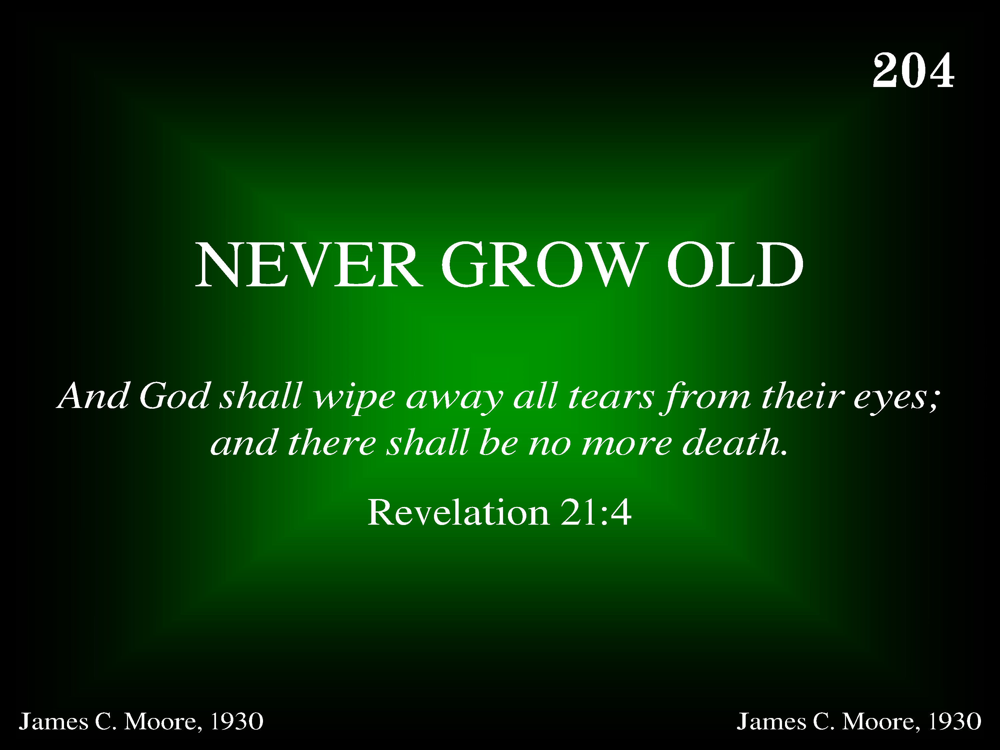 204
NEVER GROW OLD
And God shall wipe away all tears from their eyes;
and there shall be no more death.
Revelation 21:4
James C. Moore, 1930
James C. Moore, 1930